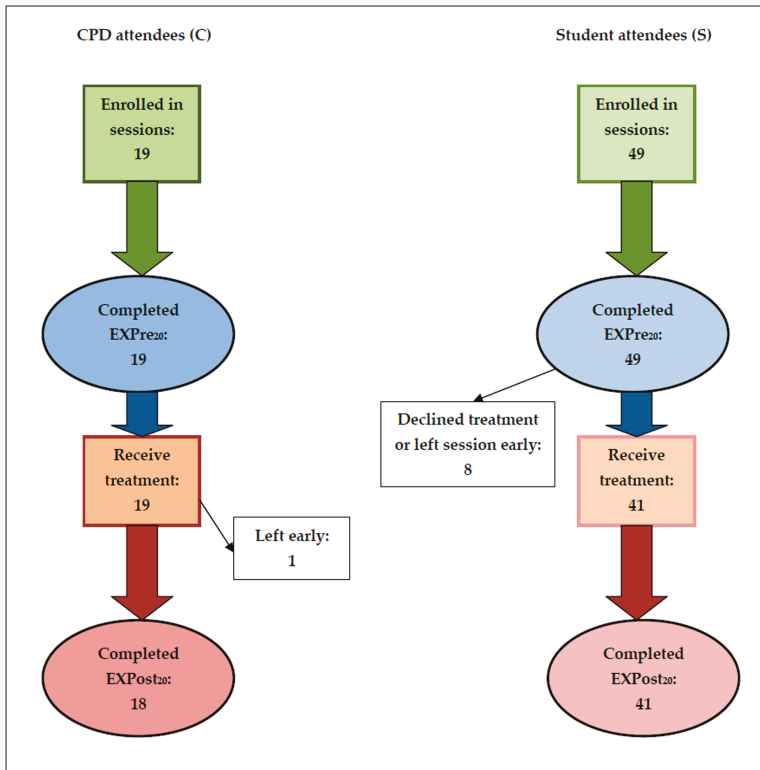 CPD attendees (C)
Student attendees (S)
Enrolled in
sessions:
19
Enrolled in
sessions:
49
Completed
EXPre20:
19
Completed
EXPre20:
49
Declined treatment
or left session early:
8
Receive
treatment:
19
Receive
treatment:
41
Left early:
1
Completed
EXPost20:
18
Completed
EXPost20:
41